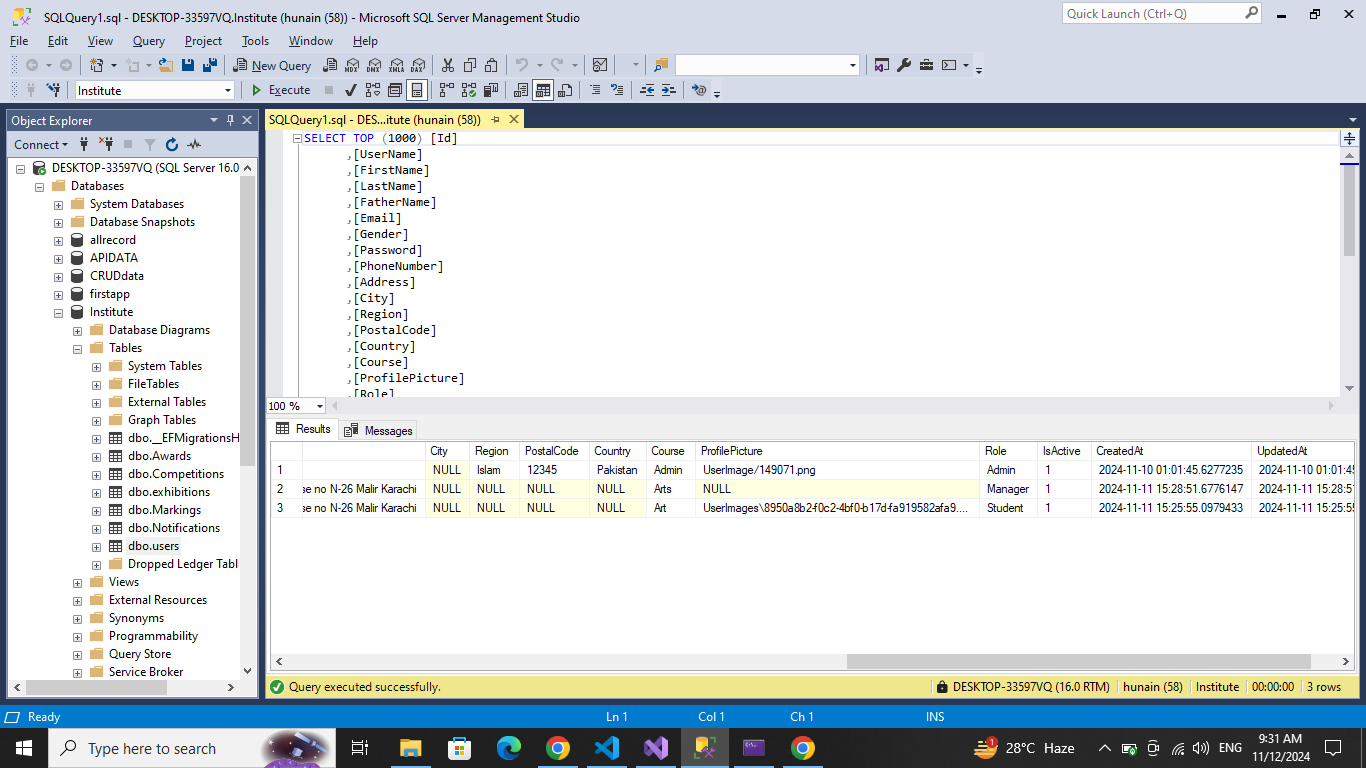 SQLQuery1.sql - DESKTOP-33597VQ.Institute (hunain (58)) - Microsoft SQL Server Management Studio
Quick Launch (Ctrl+Q)
File Edit View Query Project Tools Window Help
New Query MDX DMX XMLA DAX
Institute Execute
Object Explorer
SQLQuery1.sql - DES...itute (hunain (58))
Connect
DESKTOP-33597VQ (SQL Server 16.0
Databases
System Databases
Database Snapshots
allrecord
APIDATA
CRUDdata
firstapp
Institute
Database Diagrams
Tables
System Tables
FileTables
External Tables
Graph Tables
dbo.__EFMigrationsH
dbo.Awards
dbo.Competitions
dbo.exhibitions
dbo.Markings
dbo.Notifications
dbo.users
Dropped Ledger Tabl
Views
External Resources
Synonyms
Programmability
Query Store
Service Broker
SELECT TOP (1000) [Id]
,[UserName]
,[FirstName]
,[LastName]
,[FatherName]
,[Email]
,[Gender]
,[Password]
,[PhoneNumber]
,[Address]
,[City]
,[Region]
,[PostalCode]
,[Country]
,[Course]
,[ProfilePicture]
,[Role]
100 %
Results Messages
City Region PostalCode Country Course ProfilePicture Role IsActive CreatedAt UpdatedAt
1 NULL Islam 12345 Pakistan Admin UserImage/149071.png Admin 1 2024-11-10 01:01:45.6277235 2024-11-10 01:01:45
2 se no N-26 Malir Karachi NULL NULL NULL NULL Arts NULL Manager 1 2024-11-11 15:28:51.6776147 2024-11-11 15:28:51
3 se no N-26 Malir Karachi NULL NULL NULL NULL Art UserImages\8950a8b2-f0c2-4bf0-b17d-fa919582afa9.... Student 1 2024-11-11 15:25:55.0979433 2024-11-11 15:25:55
Query executed successfully. DESKTOP-33597VQ (16.0 RTM) hunain (58) Institute 00:00:00 3 rows
Ready Ln 1 Col 1 Ch 1 INS
Type here to search 1 28°C Haze ENG 9:31 AM
11/12/2024